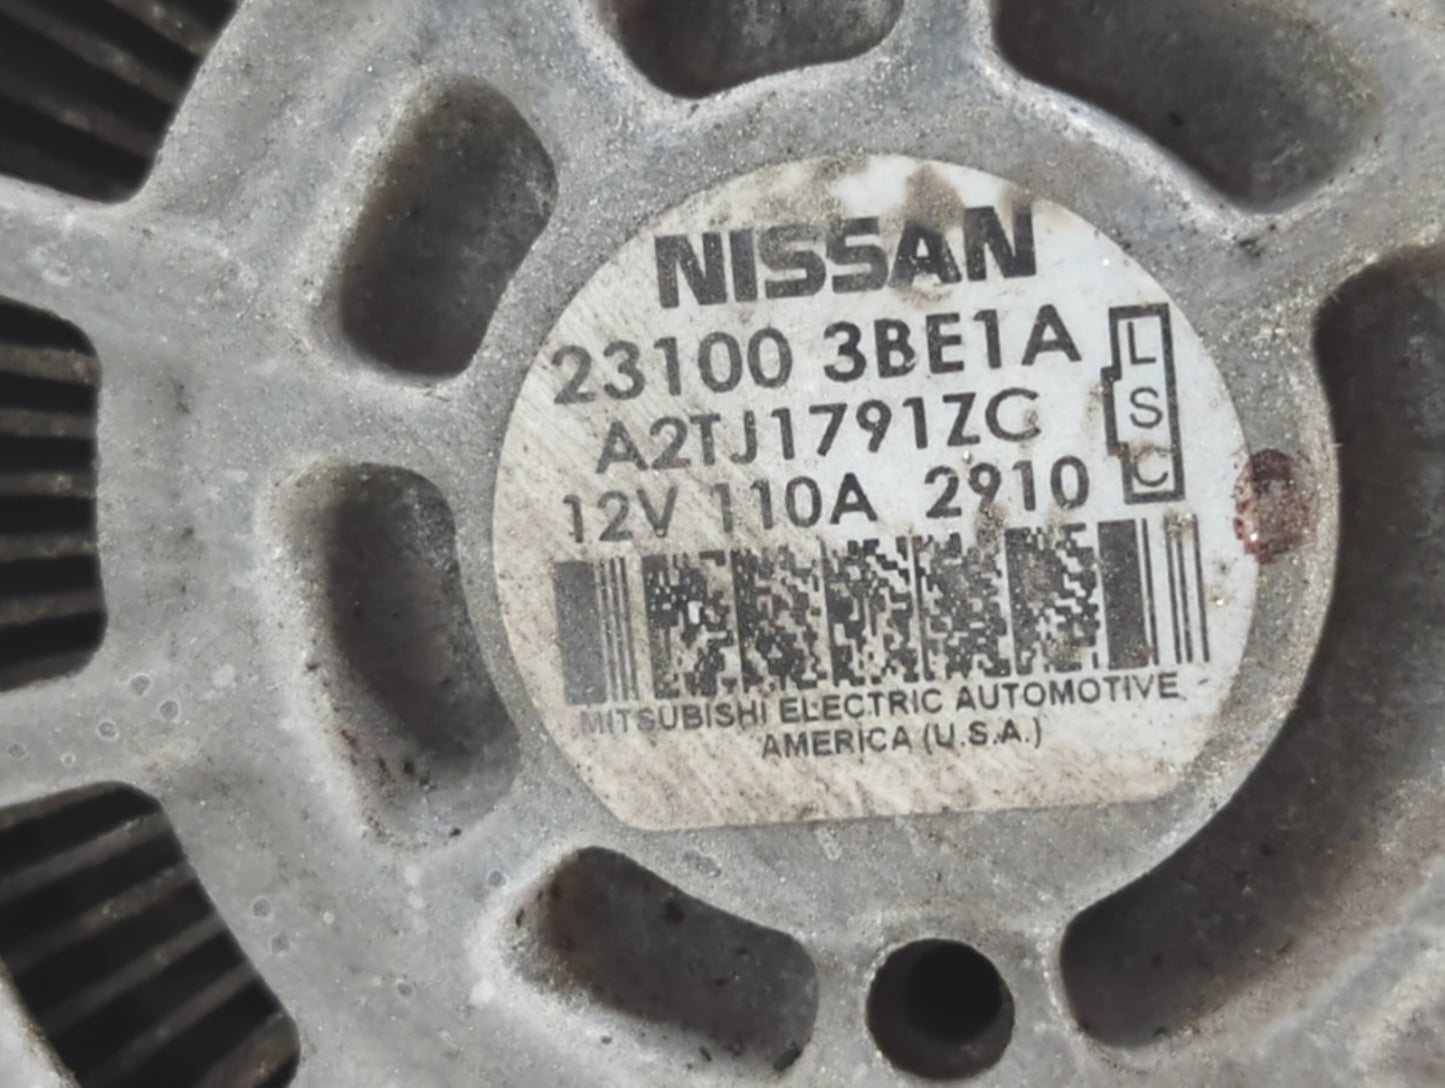 NISSAN
23100 3BE1A
A2TJ1791ZC
12V 110A 2910
L
S
C
MITSUBISHI ELECTRIC AUTOMOTIVE
AMERICA (U.S.A.)